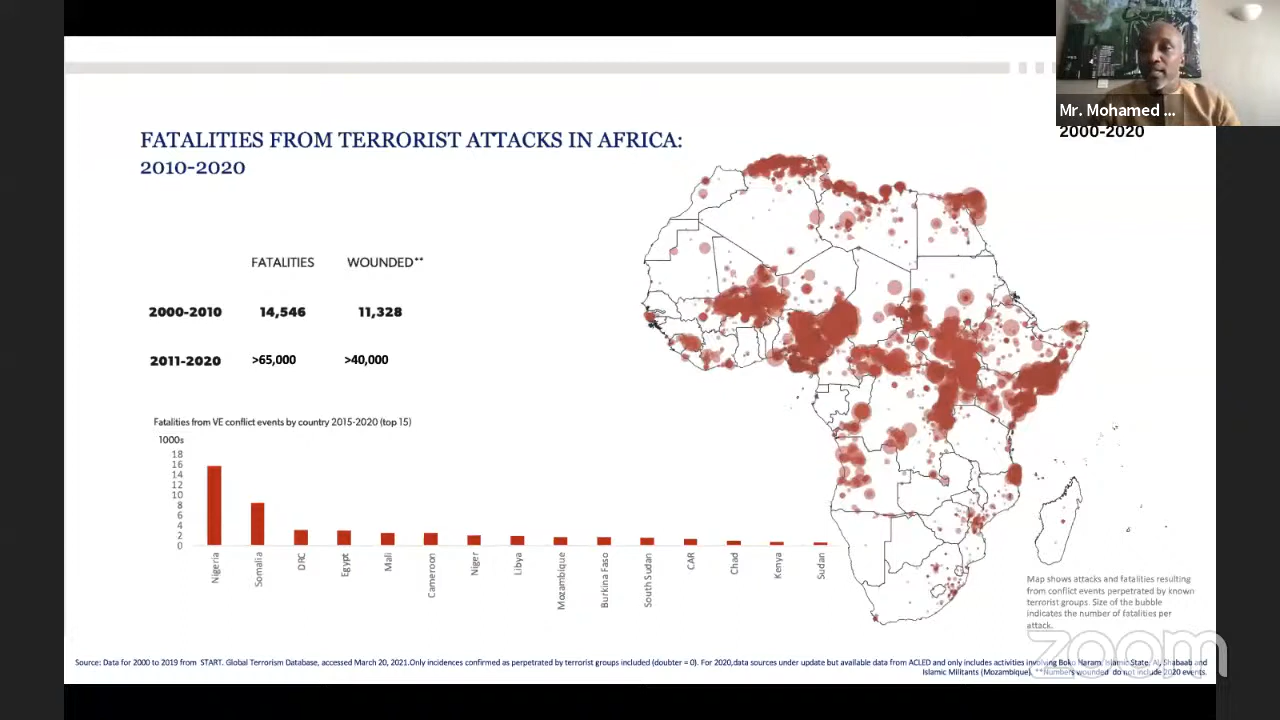 Mr. Mohamed ...
2000-2020
FATALITIES FROM TERRORIST ATTACKS IN AFRICA:
2010-2020
FATALITIES WOUNDED**
2000-2010 14,546 11,328
2011-2020 >65,000 >40,000
Fatalities from VE conflict events by country 2015-2020 (top 15)
1000s
18
16
14
12
10
8
6
4
2
0
Nigeria
Somalia
DRC
Egypt
Mali
Cameroon
Niger
Libya
Mozambique
Burkina Faso
South Sudan
CAR
Chad
Kenya
Sudan
Map shows attacks and fatalities resulting
from conflict events perpetrated by known
terrorist groups. Size of the bubble
indicates the number of fatalities per
attack.
zoom
Source: Data for 2000 to 2019 from START. Global Terrorism Database, accessed March 20, 2021.Only incidences confirmed as perpetrated by terrorist groups included (doubter = 0). For 2020,data sources under update but available data from ACLED and only includes activities involving Boko Haram, Islamic State, Al, Shabaab and
Islamic Militants (Mozambique). **Numbers wounded do not include 2020 events.